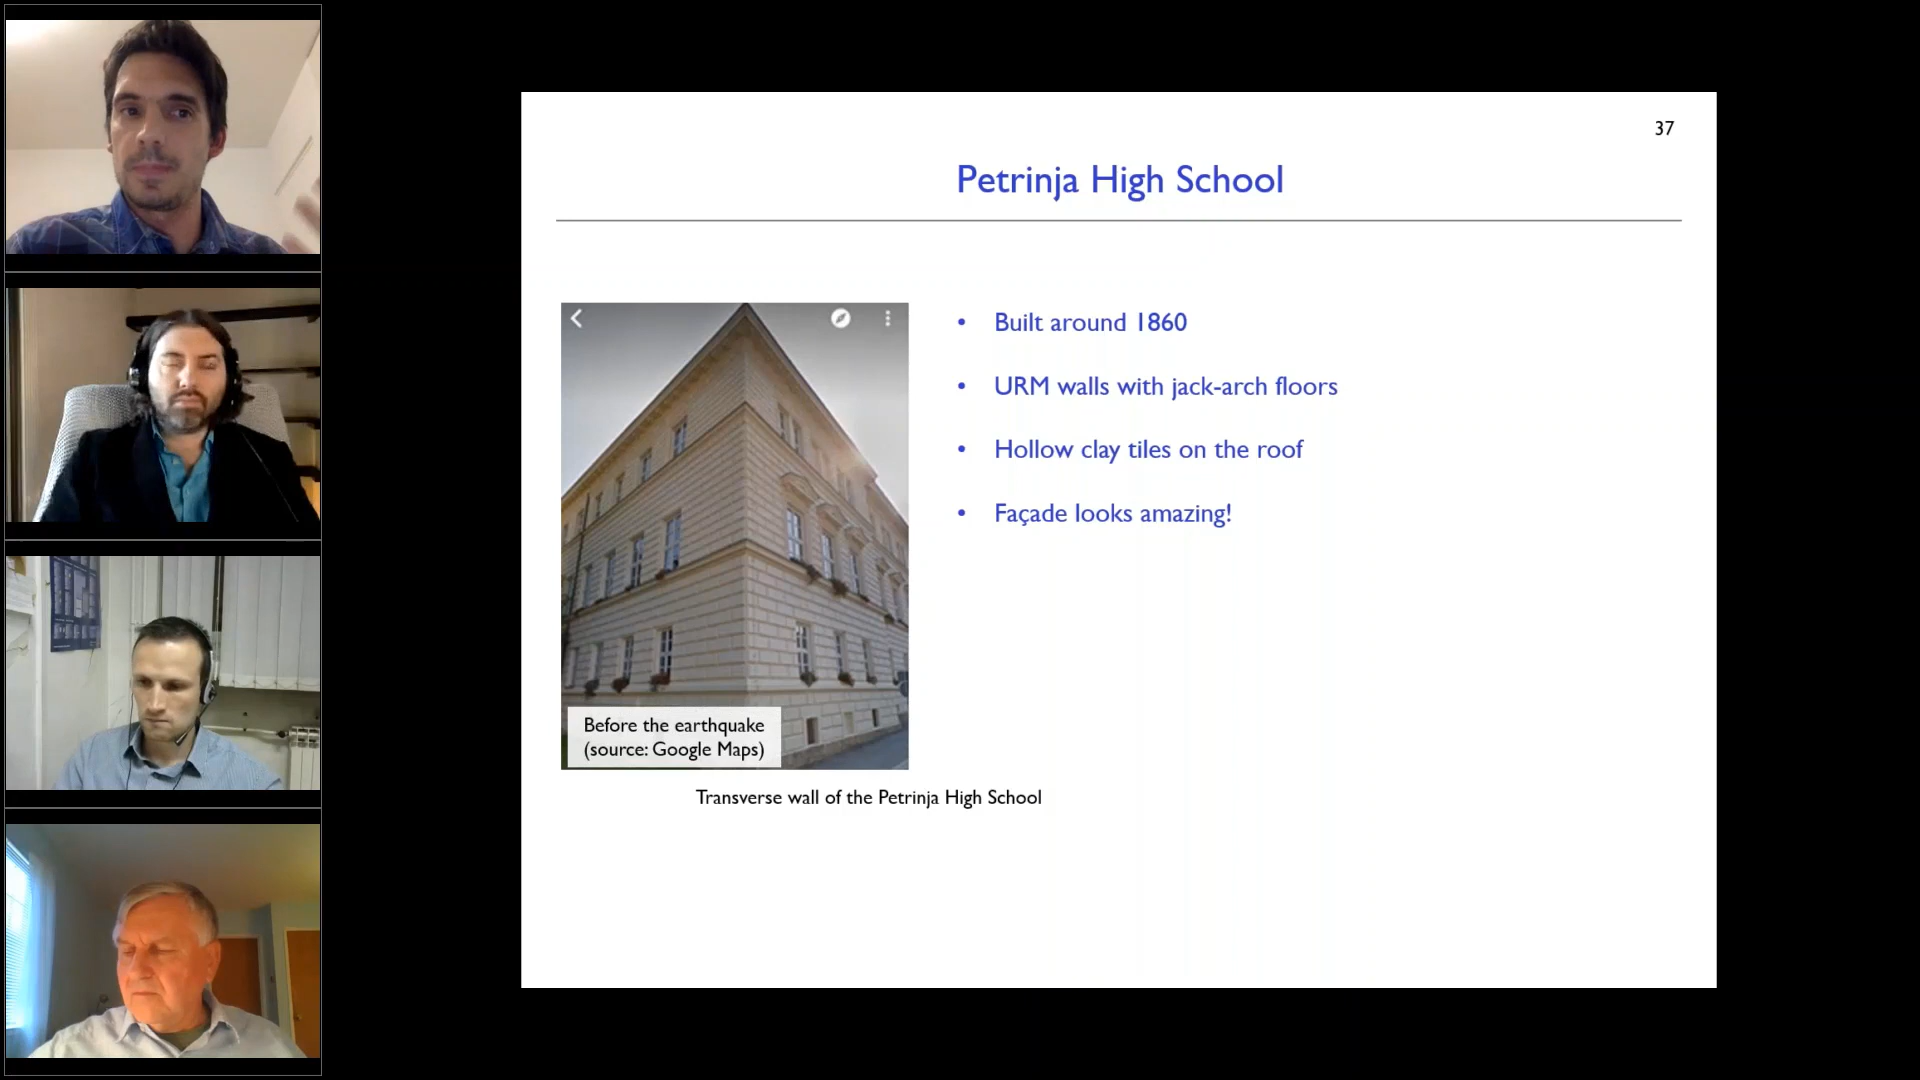 37
Petrinja High School
• Built around 1860
• URM walls with jack-arch floors
• Hollow clay tiles on the roof
• Façade looks amazing!
Before the earthquake
(source: Google Maps)
Transverse wall of the Petrinja High School